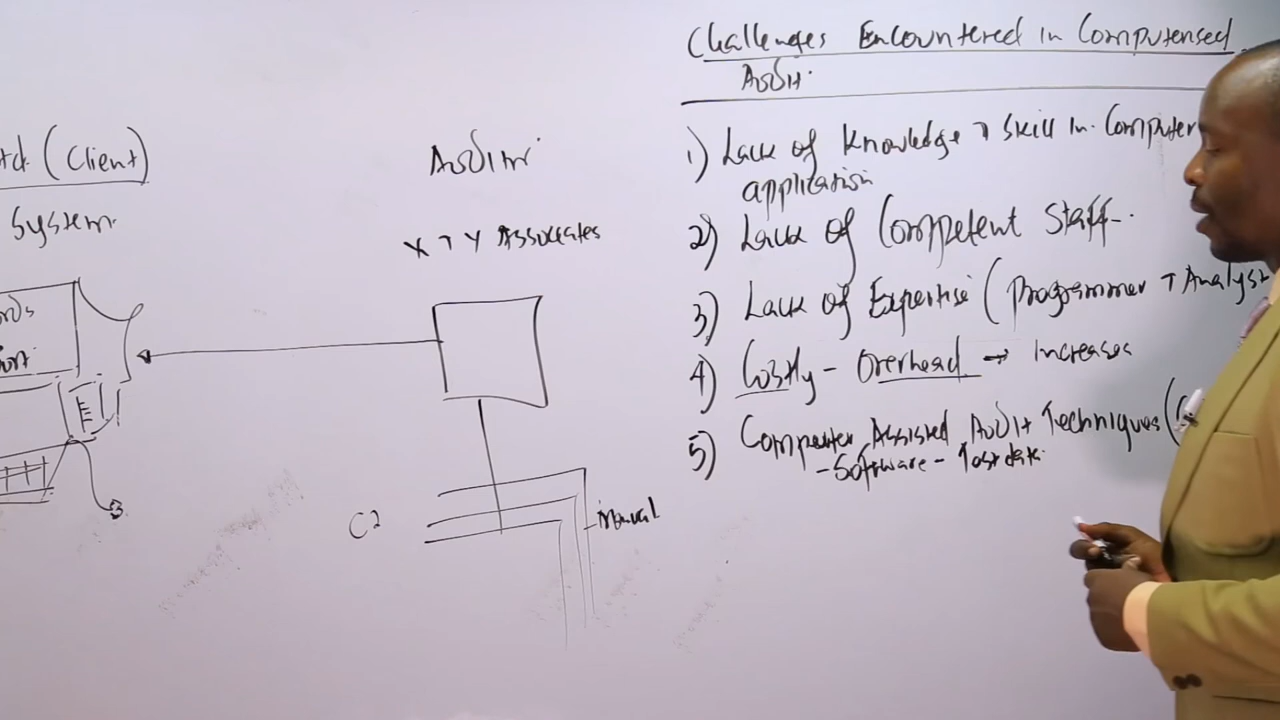 Challenges Encountered in Computerised
Audit
1) Lack of knowledge & skill in Computer
application
2) Lack of Competent Staff
3) Lack of Expertise (programmer & Analyst
4) Costly - Overhead → increases
5) Computer Assisted Audit Techniques (
- Software - Test data
(Client)
System
Auditor
X & Y Associates
Manual